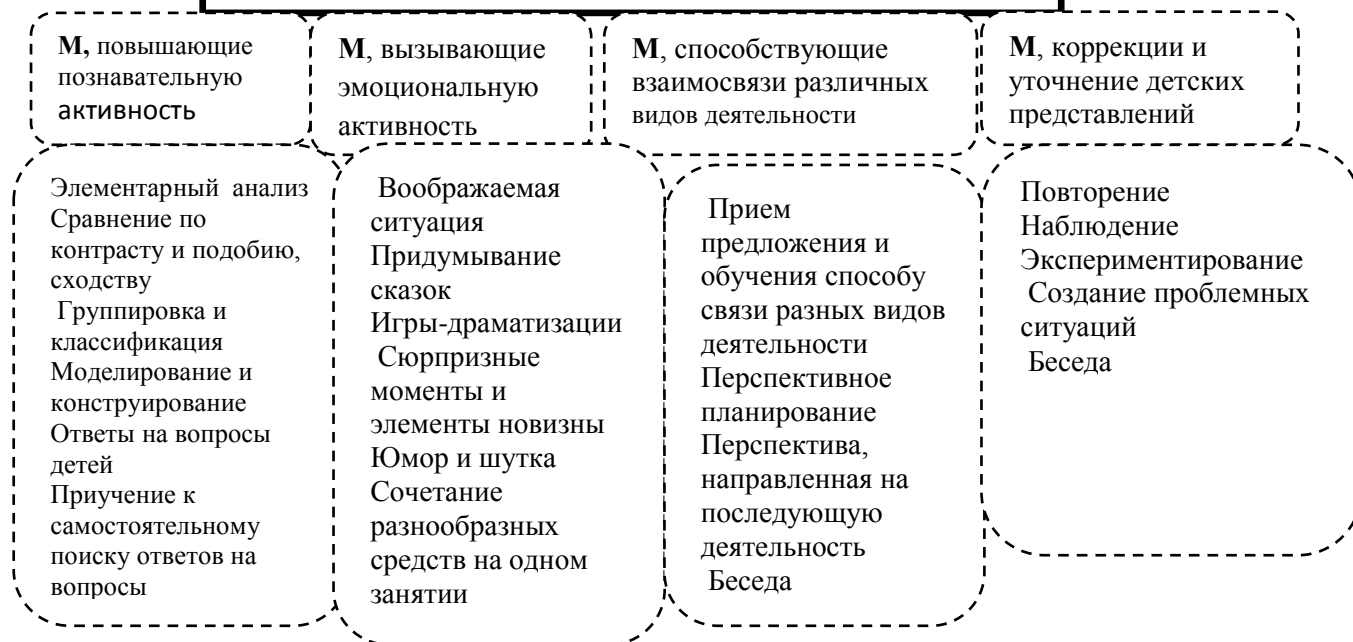 М, повышающие
познавательную
активность
М, вызывающие
эмоциональную
активность
М, способствующие
взаимосвязи различных
видов деятельности
М, коррекции и
уточнение детских
представлений
Элементарный анализ
Сравнение по
контрасту и подобию,
сходству
Группировка и
классификация
Моделирование и
конструирование
Ответы на вопросы
детей
Приучение к
самостоятельному
поиску ответов на
вопросы
Воображаемая
ситуация
Придумывание
сказок
Игры-драматизации
Сюрпризные
моменты и
элементы новизны
Юмор и шутка
Сочетание
разнообразных
средств на одном
занятии
Прием
предложения и
обучения способу
связи разных видов
деятельности
Перспективное
планирование
Перспектива,
направленная на
последующую
деятельность
Беседа
Повторение
Наблюдение
Экспериментирование
Создание проблемных
ситуаций
Беседа